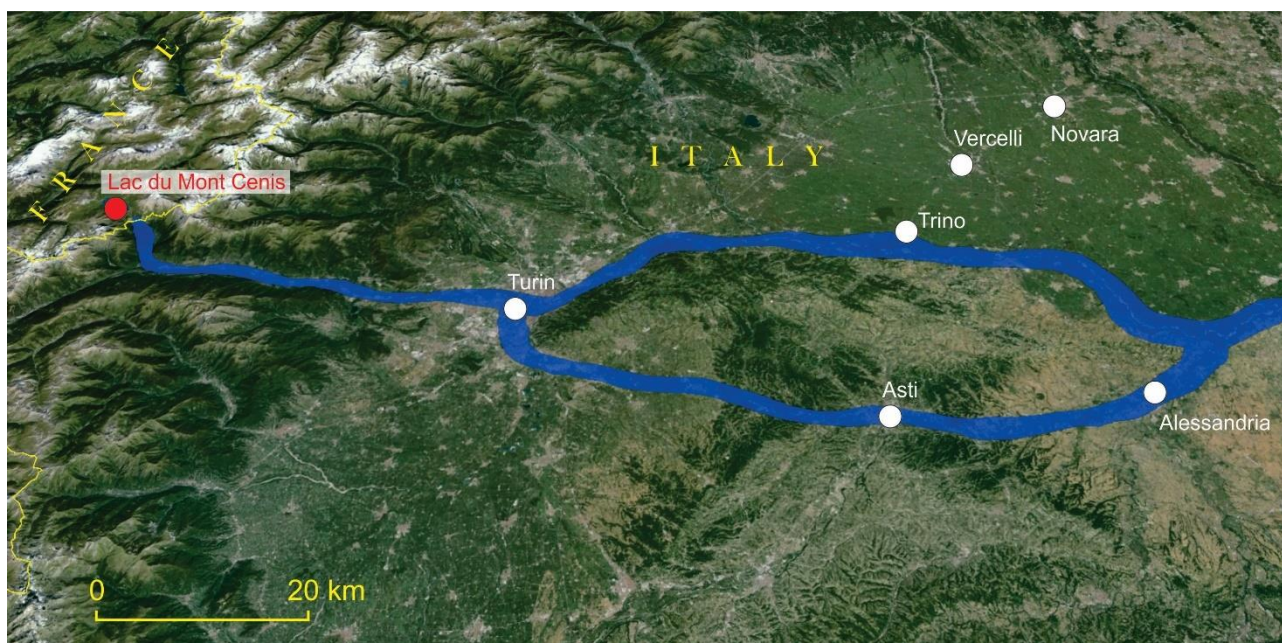 FRANCE
Lac du Mont Cenis
ITALY
Novara
Vercelli
Trino
Turin
Asti
Alessandria
0 20 km